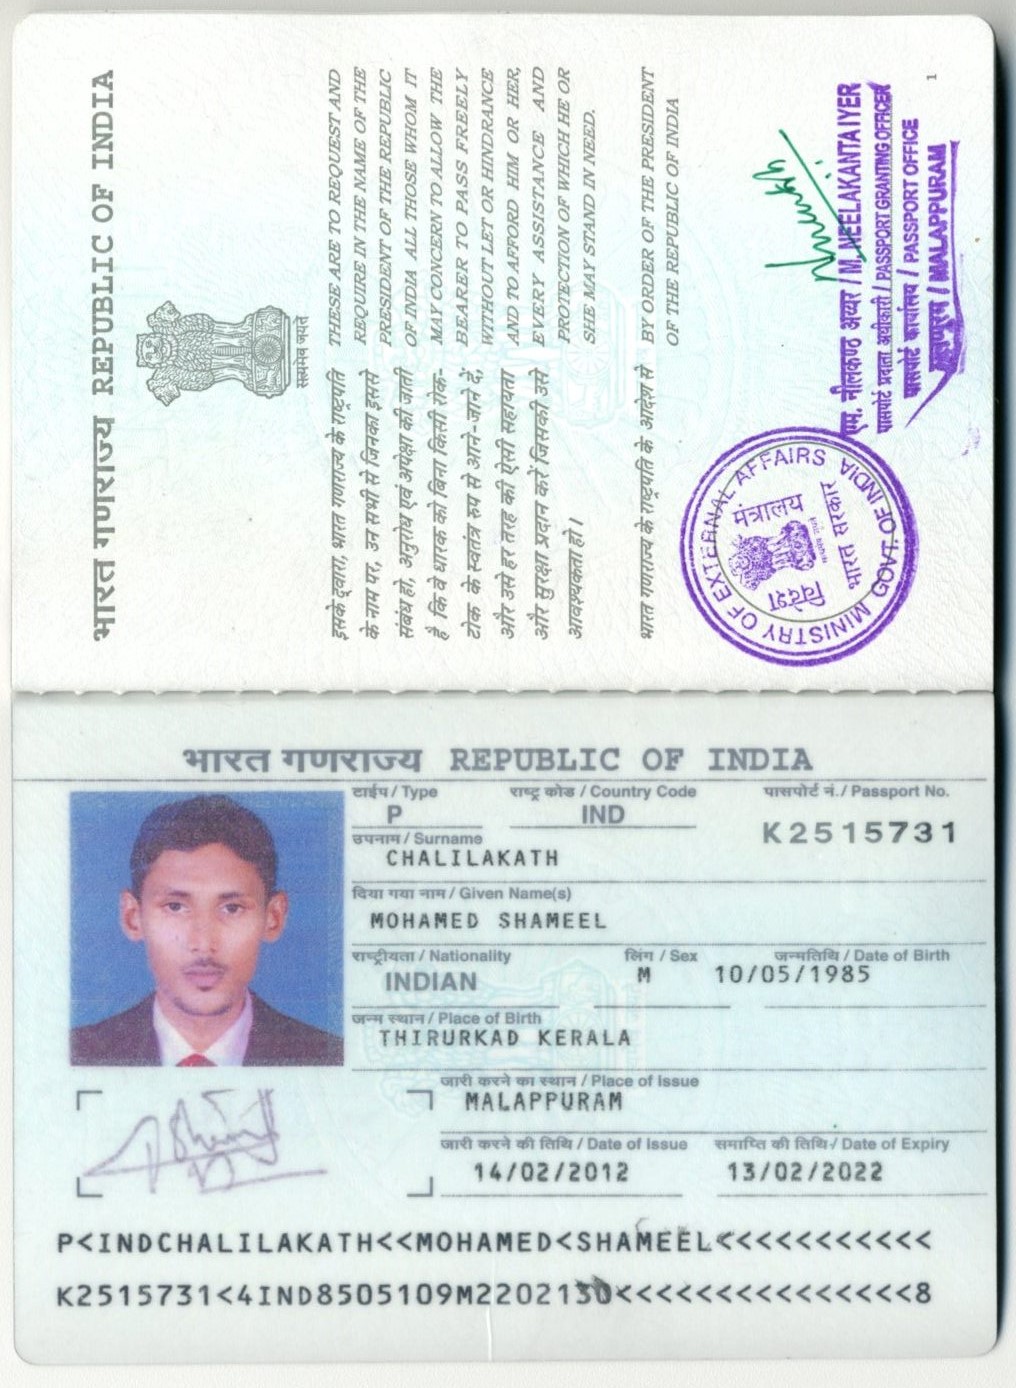 भारत गणराज्य REPUBLIC OF INDIA
सत्यमेव जयते
इसके द्वारा, भारत गणराज्य के राष्ट्रपति
के नाम पर, उन सभी से जिनका इससे
संबंध हो, अनुरोध एवं अपेक्षा की जाती
है कि वे धारक को बिना किसी रोक-
टोक के स्वतंत्र रुप से आने-जाने दें,
और उसे हर तरह की ऐसी सहायता
और सुरक्षा प्रदान करें जिसकी उसे
आवश्यकता हो।
THESE ARE TO REQUEST AND
REQUIRE IN THE NAME OF THE
PRESIDENT OF THE REPUBLIC
OF INDIA ALL THOSE WHOM IT
MAY CONCERN TO ALLOW THE
BEARER TO PASS FREELY
WITHOUT LET OR HINDRANCE
AND TO AFFORD HIM OR HER,
EVERY ASSISTANCE AND
PROTECTION OF WHICH HE OR
SHE MAY STAND IN NEED.
भारत गणराज्य के राष्ट्रपति के आदेश से
BY ORDER OF THE PRESIDENT
OF THE REPUBLIC OF INDIA
MINISTRY OF EXTERNAL AFFAIRS
GOVT. OF INDIA
विदेश मंत्रालय
भारत सरकार
एम. नीलकण्ठ अय्यर / M.NEELAKANTA IYER
पासपोर्ट प्रदाता अधीकारी / PASSPORT GRANTING OFFICER
पासपोर्ट कार्यालय / PASSPORT OFFICE
/ MALAPPURAM
1
भारत गणराज्य REPUBLIC OF INDIA
टाईप / Type राष्ट्र कोड / Country Code पासपोर्ट नं. / Passport No.
P IND K2515731
उपनाम / Surname
CHALILAKATH
दिया गया नाम / Given Name(s)
MOHAMED SHAMEEL
राष्ट्रीयता / Nationality लिंग / Sex जन्मतिथि / Date of Birth
INDIAN M 10/05/1985
जन्म स्थान / Place of Birth
THIRURKAD KERALA
जारी करने का स्थान / Place of Issue
MALAPPURAM
जारी करने की तिथि / Date of Issue समाप्ति की तिथि / Date of Expiry
14/02/2012 13/02/2022
P<INDCHALILAKATH<<MOHAMED<SHAMEEL<<<<<<<<<<<
K2515731<4IND8505109M2202130<<<<<<<<<<<<<<<8